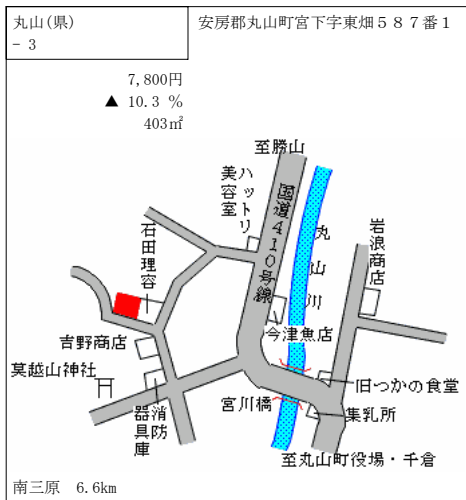 丸山(県)
- 3
安房郡丸山町宮下字東畑５８７番１
7,800円
▲ 10.3 %
403㎡
至勝山
ハットリ
美容室
国道４１０号線
丸山川
岩浪商店
石田理容
今津魚店
吉野商店
莫越山神社
消防
器具庫
宮川橋
旧つかの食堂
集乳所
至丸山町役場・千倉
南三原 6.6km